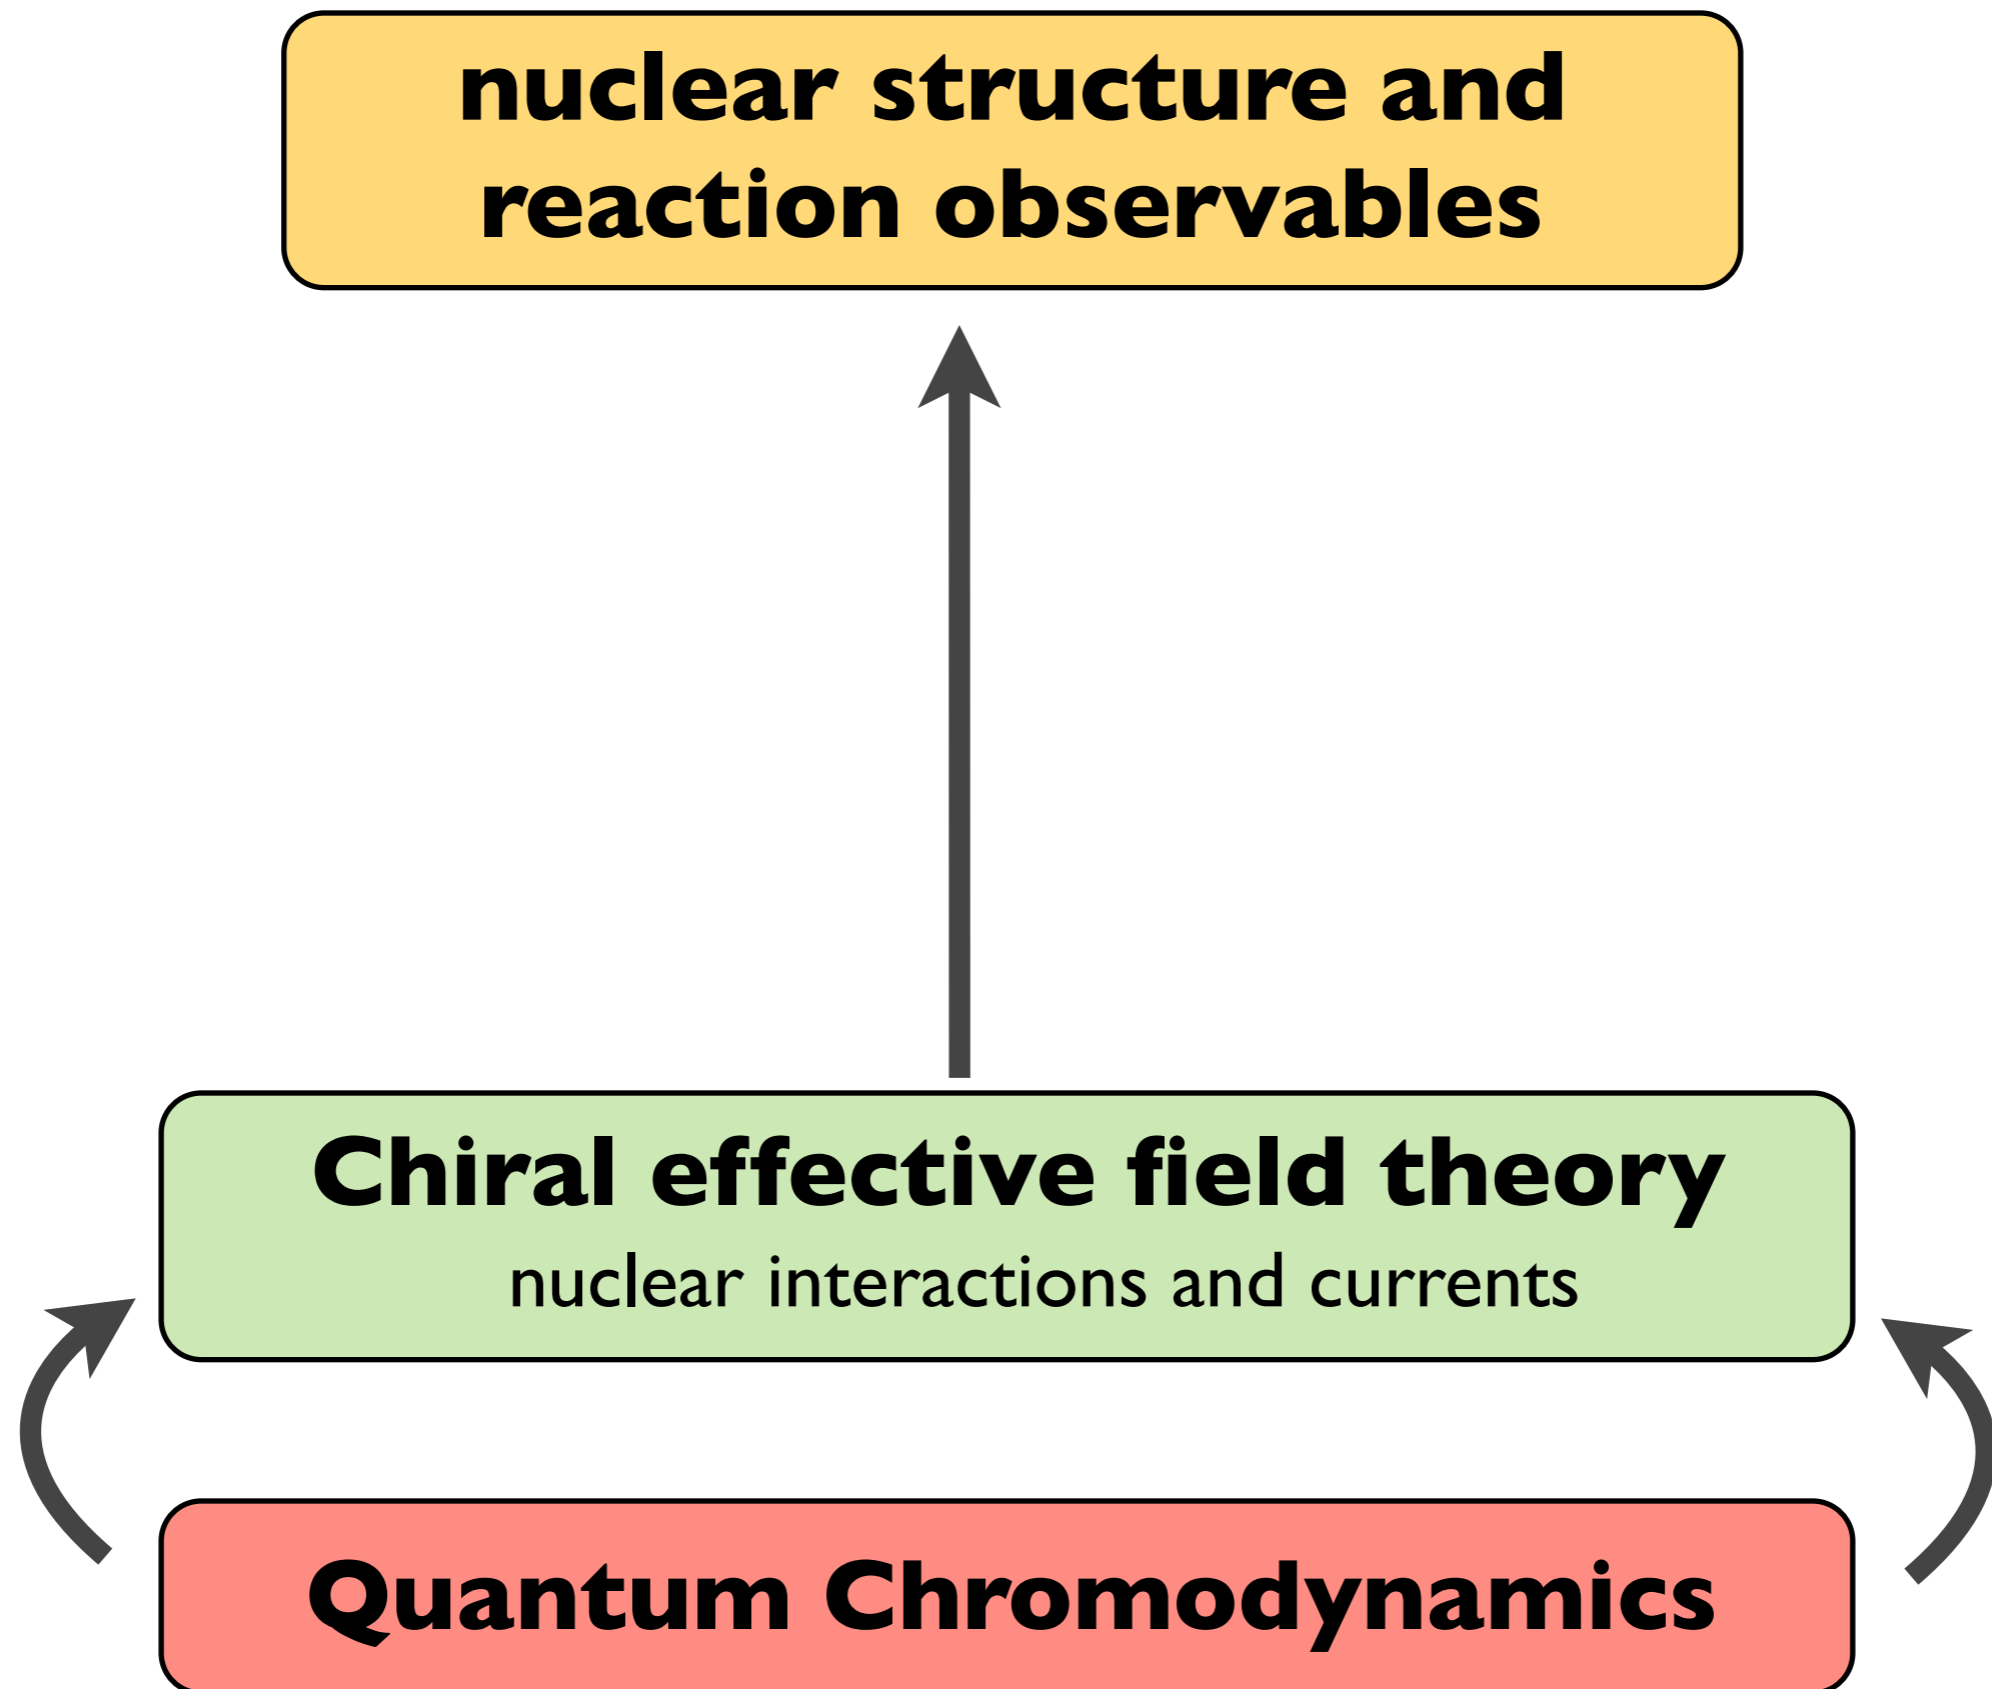 nuclear structure and
reaction observables
Chiral effective field theory
nuclear interactions and currents
Quantum Chromodynamics